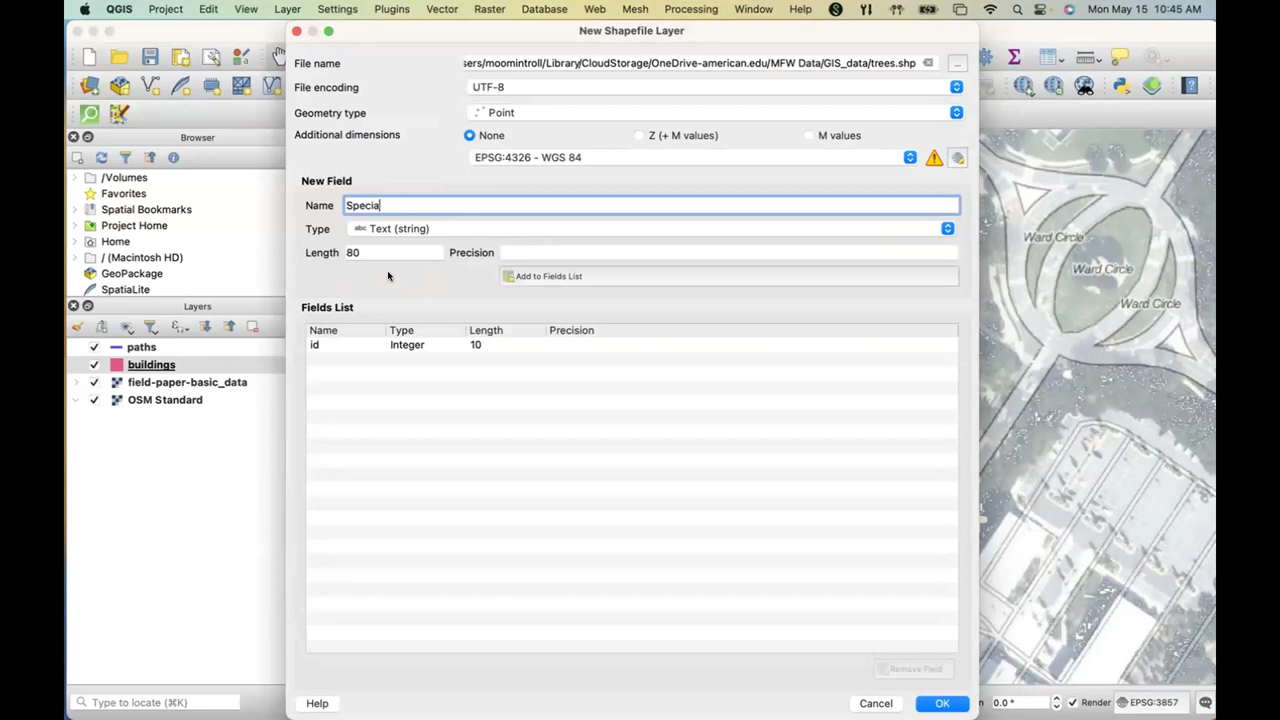 QGIS Project Edit View Layer Settings Plugins Vector Raster Database Web Mesh Processing Window Help Mon May 15 10:45 AM
New Shapefile Layer
File name sers/moomintroll/Library/CloudStorage/OneDrive-american.edu/MFW Data/GIS_data/trees.shp ...
File encoding UTF-8
Geometry type Point
Additional dimensions None Z (+ M values) M values
EPSG:4326 - WGS 84
New Field
Name Specia
Type abc Text (string)
Length 80 Precision
Add to Fields List
Fields List
Name Type Length Precision
id Integer 10
Remove Field
Help Cancel OK
Browser
/Volumes
Favorites
Spatial Bookmarks
Project Home
Home
/ (Macintosh HD)
GeoPackage
SpatiaLite
Layers
paths
buildings
field-paper-basic_data
OSM Standard
Type to locate (⌘K)
Ward Circle
Ward Circle
Ward Circle
n 0.0 ° Render EPSG:3857